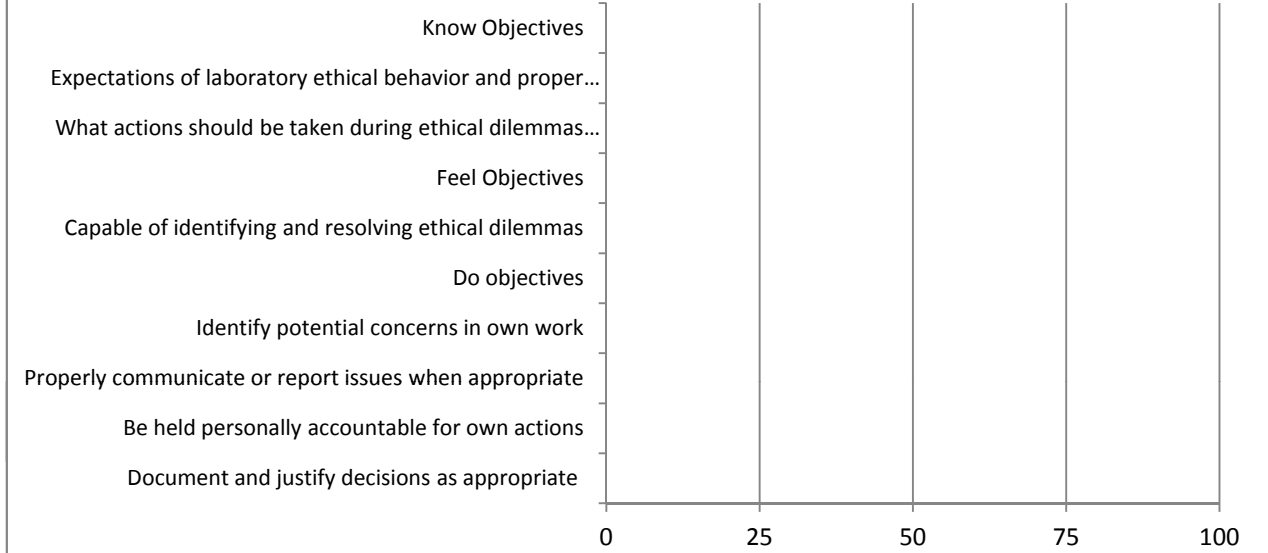 Know Objectives
Expectations of laboratory ethical behavior and proper…
What actions should be taken during ethical dilemmas…
Feel Objectives
Capable of identifying and resolving ethical dilemmas
Do objectives
Identify potential concerns in own work
Properly communicate or report issues when appropriate
Be held personally accountable for own actions
Document and justify decisions as appropriate
0 25 50 75 100